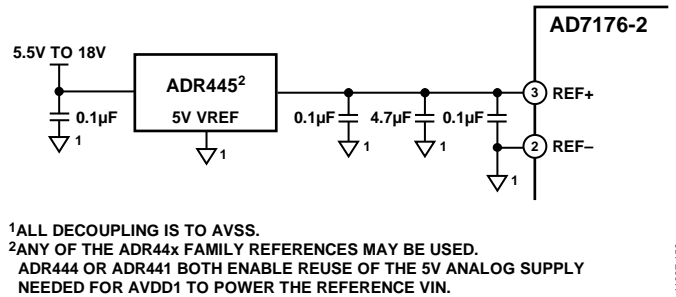 AD7176-2
5.5V TO 18V
ADR445²
5V VREF
0.1µF
1
1
0.1µF
1
4.7µF
1
0.1µF
1
3 REF+
2 REF–
¹ALL DECOUPLING IS TO AVSS.
²ANY OF THE ADR44x FAMILY REFERENCES MAY BE USED.
ADR444 OR ADR441 BOTH ENABLE REUSE OF THE 5V ANALOG SUPPLY
NEEDED FOR AVDD1 TO POWER THE REFERENCE VIN.